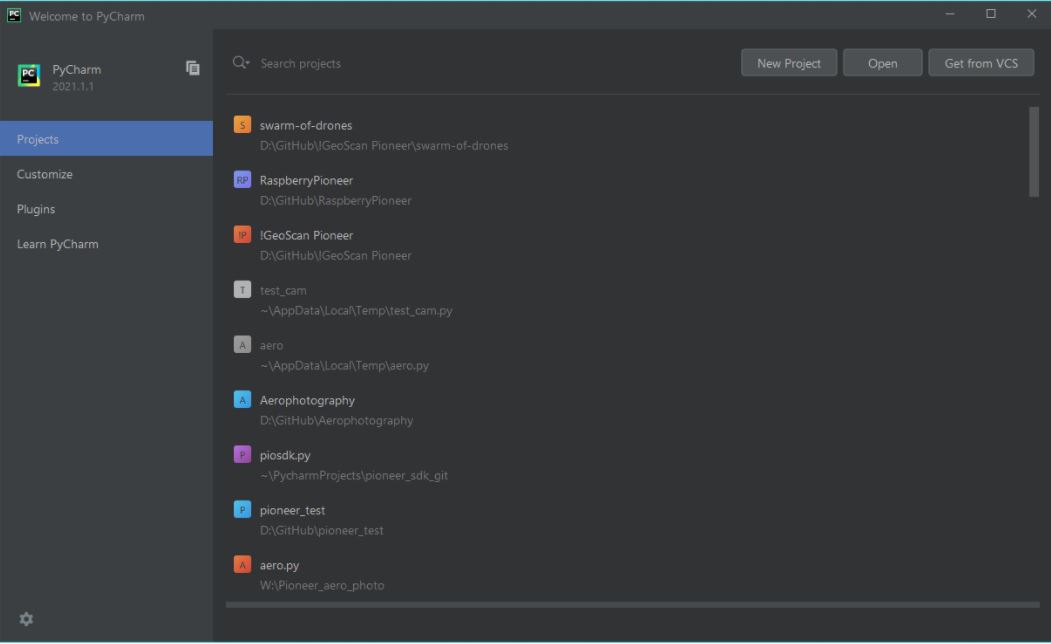 PC Welcome to PyCharm
PC PyCharm
2021.1.1
Projects
Customize
Plugins
Learn PyCharm
Search projects
New Project
Open
Get from VCS
S swarm-of-drones
D:\GitHub\!GeoScan Pioneer\swarm-of-drones
RP RaspberryPioneer
D:\GitHub\RaspberryPioneer
!P !GeoScan Pioneer
D:\GitHub\!GeoScan Pioneer
T test_cam
~\AppData\Local\Temp\test_cam.py
A aero
~\AppData\Local\Temp\aero.py
A Aerophotography
D:\GitHub\Aerophotography
P piosdk.py
~\PycharmProjects\pioneer_sdk_git
P pioneer_test
D:\GitHub\pioneer_test
A aero.py
W:\Pioneer_aero_photo